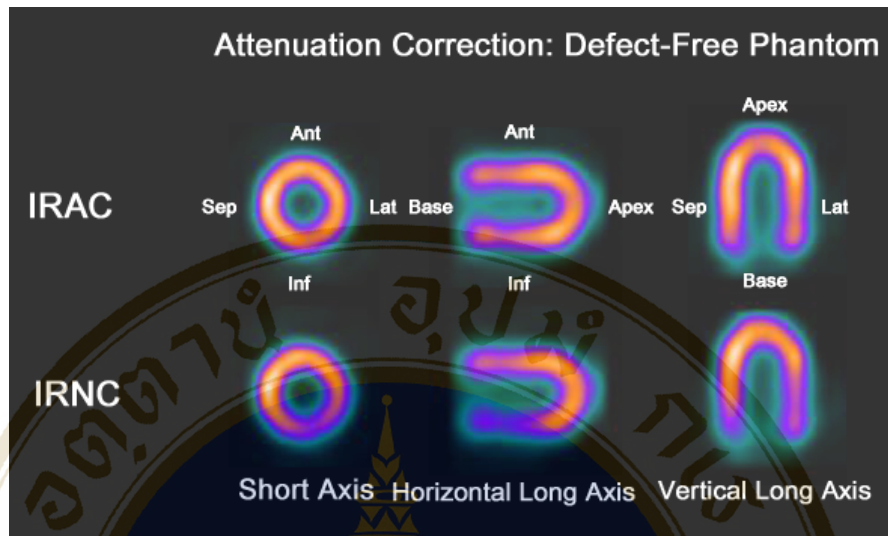 Attenuation Correction: Defect-Free Phantom
Ant Ant Apex
IRAC Sep Lat Base Apex Sep Lat
Inf Inf Base
IRNC
Short Axis Horizontal Long Axis Vertical Long Axis